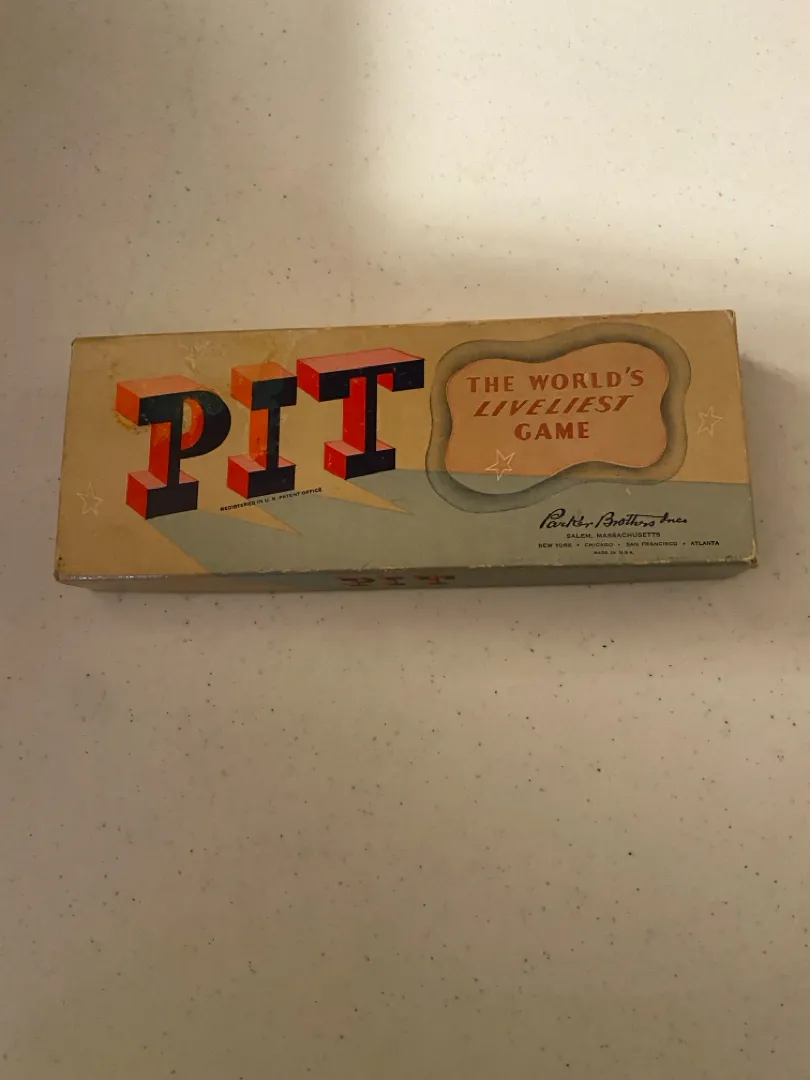 PIT
REGISTERED IN U. S. PATENT OFFICE
THE WORLD'S
LIVELIEST
GAME
Parker Brothers Inc
SALEM, MASSACHUSETTS
NEW YORK • CHICAGO • SAN FRANCISCO • ATLANTA
MADE IN U.S.A.
PIT